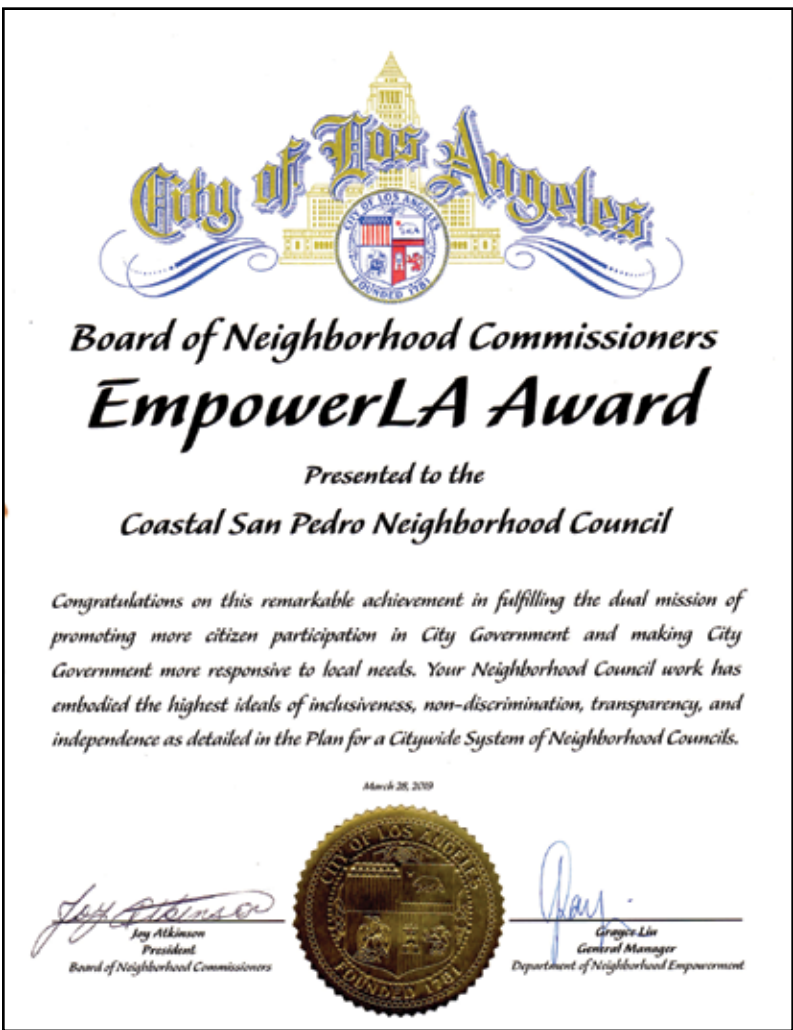 City of Los Angeles
CITY OF LOS ANGELES
FOUNDED 1781
Board of Neighborhood Commissioners
EmpowerLA Award
Presented to the
Coastal San Pedro Neighborhood Council
Congratulations on this remarkable achievement in fulfilling the dual mission of
promoting more citizen participation in City Government and making City
Government more responsive to local needs. Your Neighborhood Council work has
embodied the highest ideals of inclusiveness, non-discrimination, transparency, and
independence as detailed in the Plan for a Citywide System of Neighborhood Councils.
March 28, 2019
CITY OF LOS ANGELES
FOUNDED 1781
Joy Atkinson
Joy Atkinson
President
Board of Neighborhood Commissioners
Grayce Liu
General Manager
Department of Neighborhood Empowerment